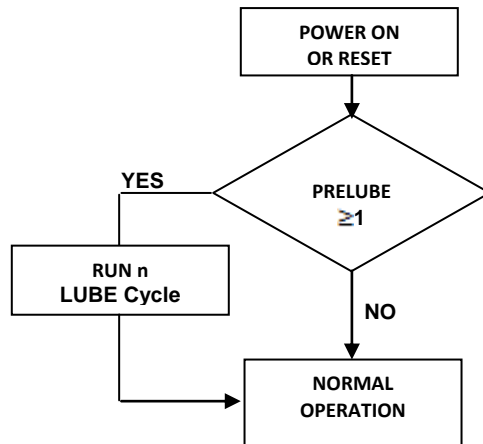 POWER ON
OR RESET
PRELUBE
≥1
YES
RUN n
LUBE Cycle
NO
NORMAL
OPERATION